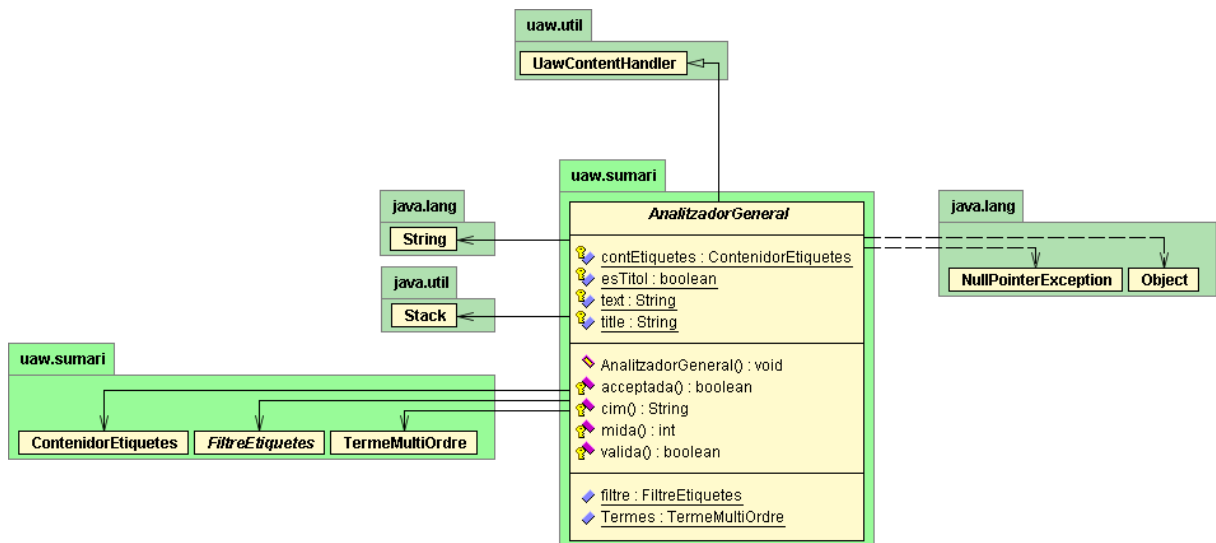 uaw.util
UawContentHandler
uaw.sumari
AnalitzadorGeneral
contEtiquetes : ContenidorEtiquetes
esTitol : boolean
text : String
title : String
AnalitzadorGeneral() : void
acceptada() : boolean
cim() : String
mida() : int
valida() : boolean
filtre : FiltreEtiquetes
Termes : TermeMultiOrdre
java.lang
String
java.util
Stack
uaw.sumari
ContenidorEtiquetes
FiltreEtiquetes
TermeMultiOrdre
java.lang
NullPointerException
Object